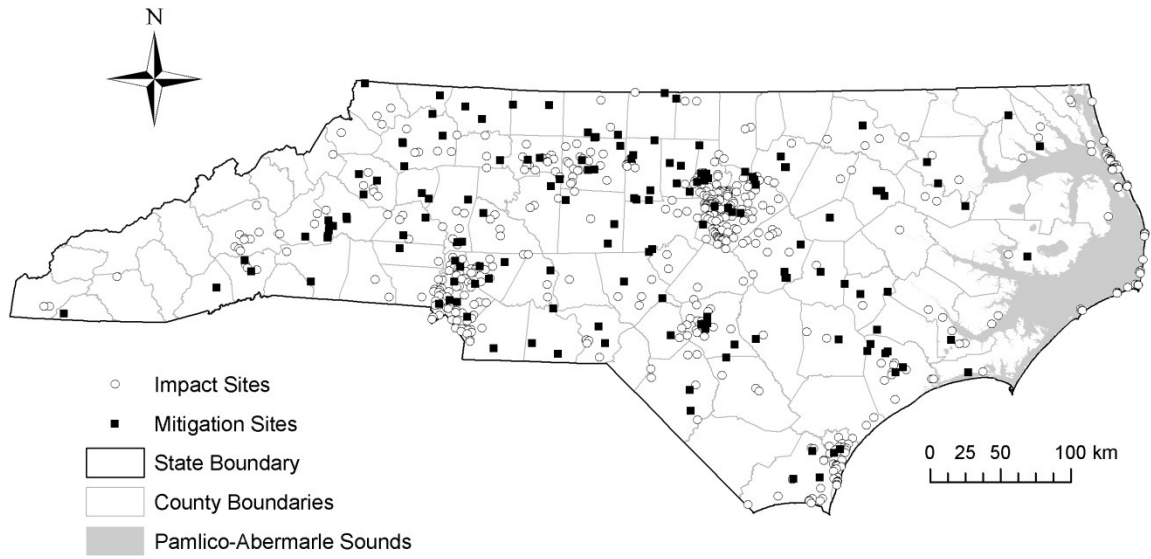 N
Impact Sites
Mitigation Sites
State Boundary
County Boundaries
Pamlico-Abermarle Sounds
0 25 50 100 km